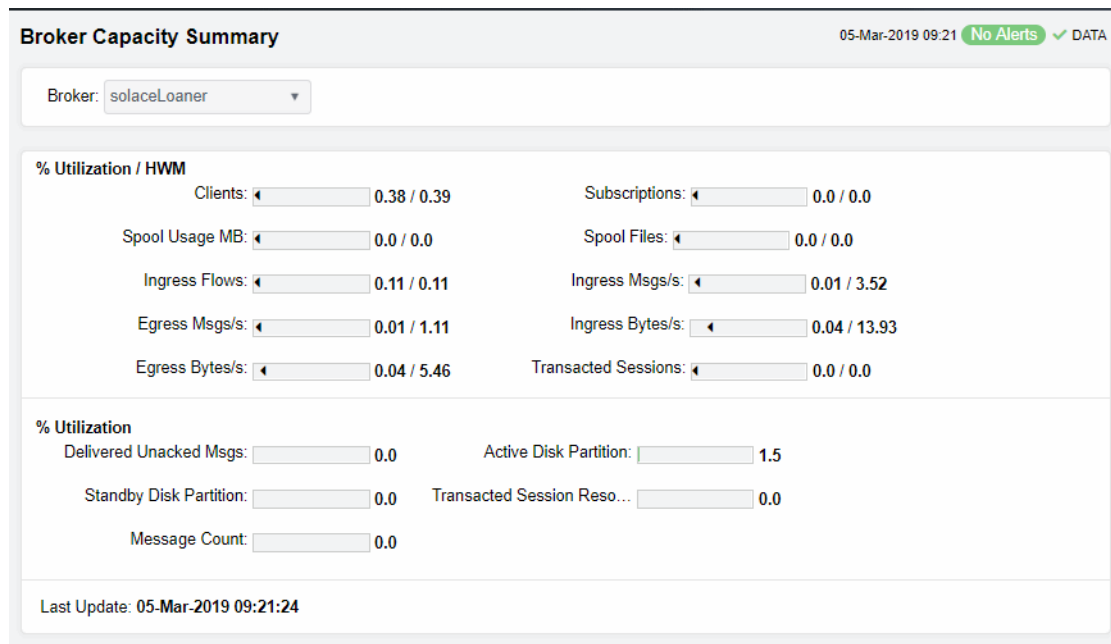 Broker Capacity Summary 05-Mar-2019 09:21 No Alerts DATA
Broker: solaceLoaner
% Utilization / HWM
Clients: 0.38 / 0.39 Subscriptions: 0.0 / 0.0
Spool Usage MB: 0.0 / 0.0 Spool Files: 0.0 / 0.0
Ingress Flows: 0.11 / 0.11 Ingress Msgs/s: 0.01 / 3.52
Egress Msgs/s: 0.01 / 1.11 Ingress Bytes/s: 0.04 / 13.93
Egress Bytes/s: 0.04 / 5.46 Transacted Sessions: 0.0 / 0.0
% Utilization
Delivered Unacked Msgs: 0.0 Active Disk Partition: 1.5
Standby Disk Partition: 0.0 Transacted Session Reso... 0.0
Message Count: 0.0
Last Update: 05-Mar-2019 09:21:24